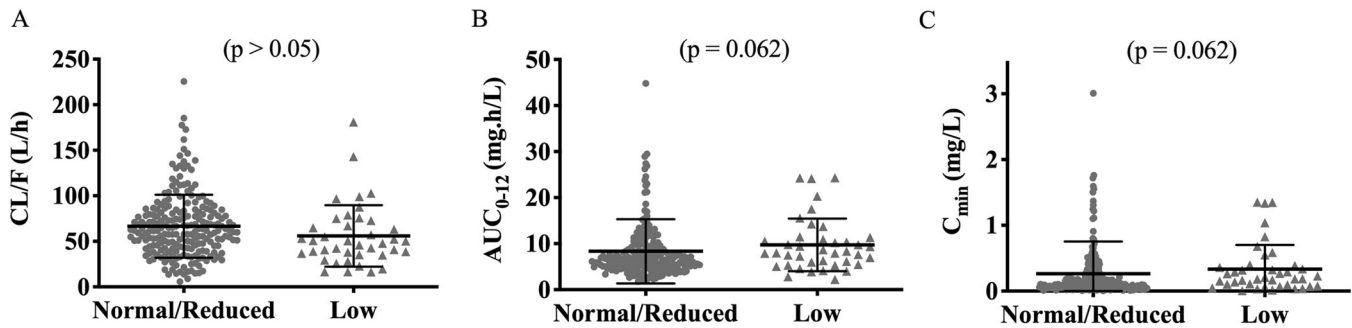 A
(p > 0.05)
CL/F (L/h)
250
200
150
100
50
0
Normal/Reduced
Low
B
(p = 0.062)
AUC0-12 (mg.h/L)
50
40
30
20
10
0
Normal/Reduced
Low
C
(p = 0.062)
Cmin (mg/L)
3
2
1
0
Normal/Reduced
Low